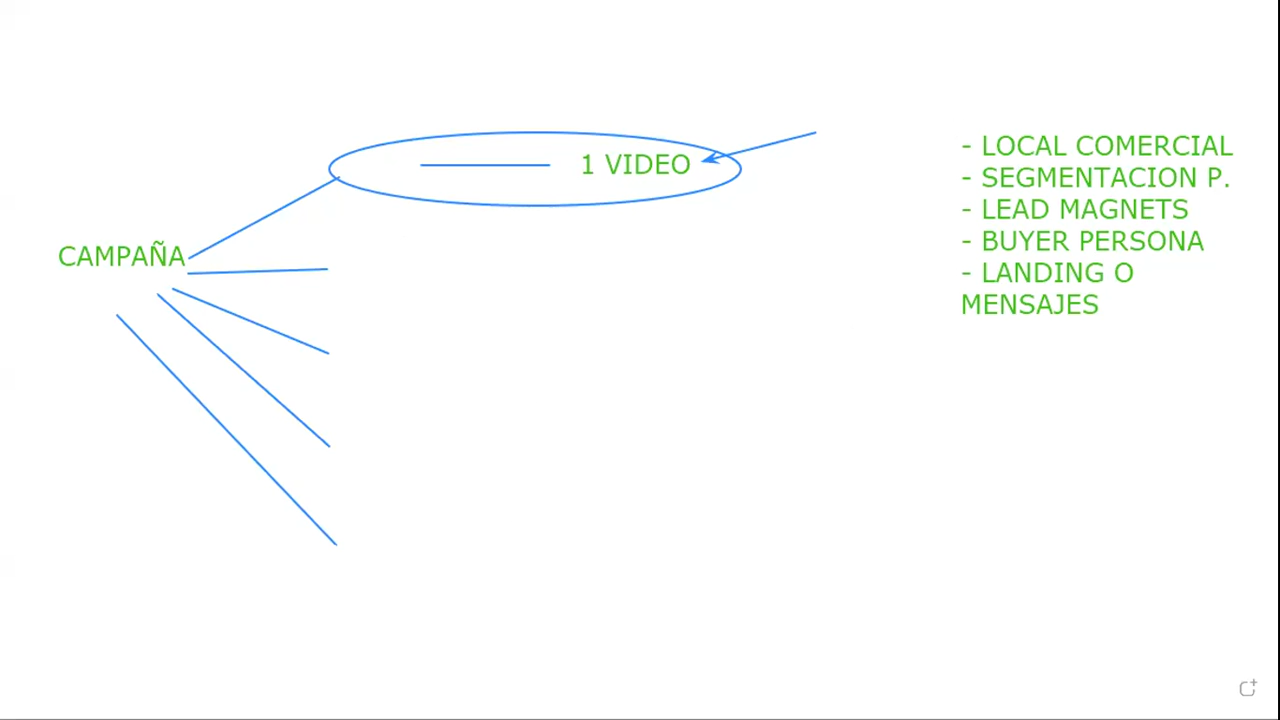 1 VIDEO
CAMPAÑA
- LOCAL COMERCIAL
- SEGMENTACION P.
- LEAD MAGNETS
- BUYER PERSONA
- LANDING O
MENSAJES